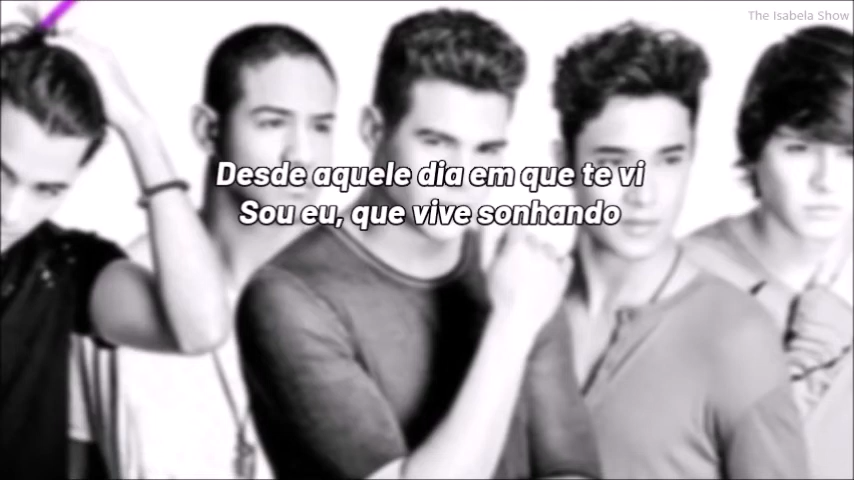 The Isabela Show
Desde aquele dia em que te vi
Sou eu, que vive sonhando